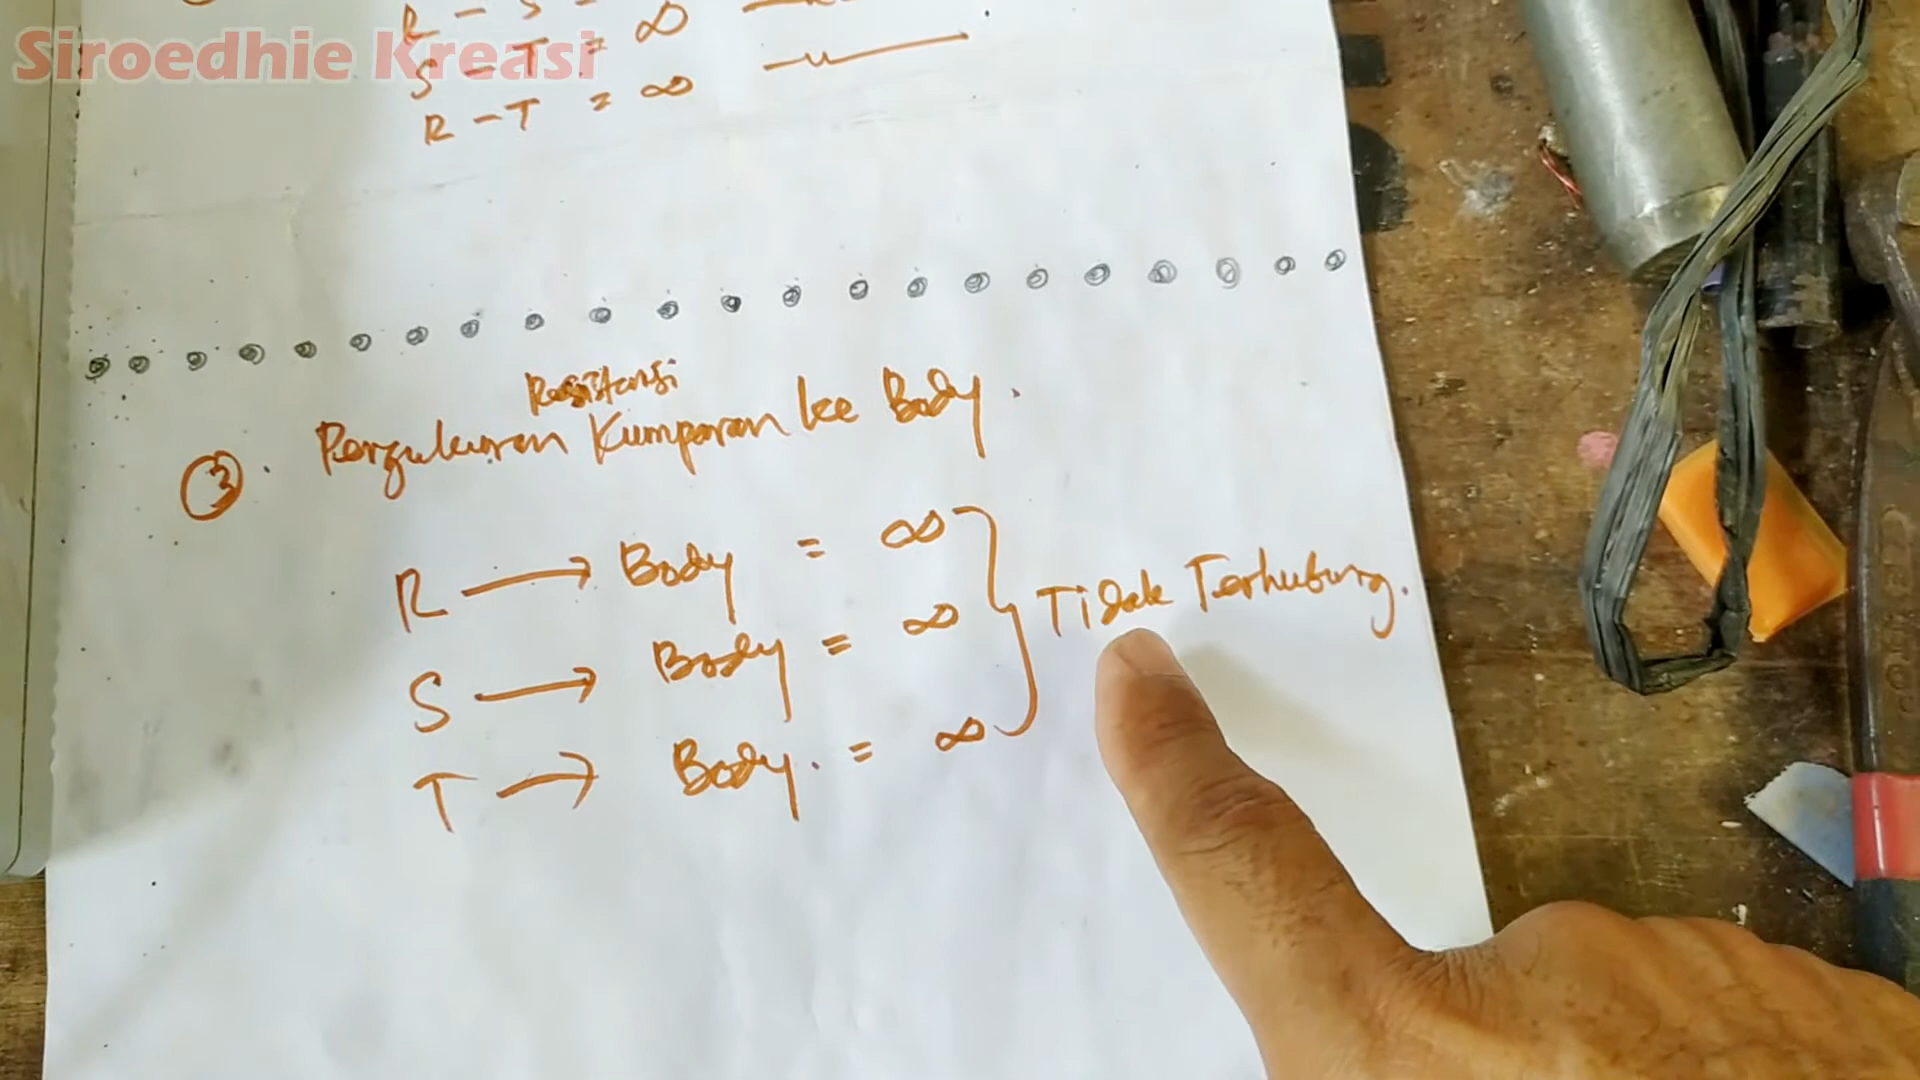 Siroedhie Kreasi
R - S =
S - T = ∞
R - T = ∞
Resistansi
③. Pengukuran Kumparan ke Body.
R → Body = ∞
S → Body = ∞
T → Body. = ∞
Tidak Terhubung.